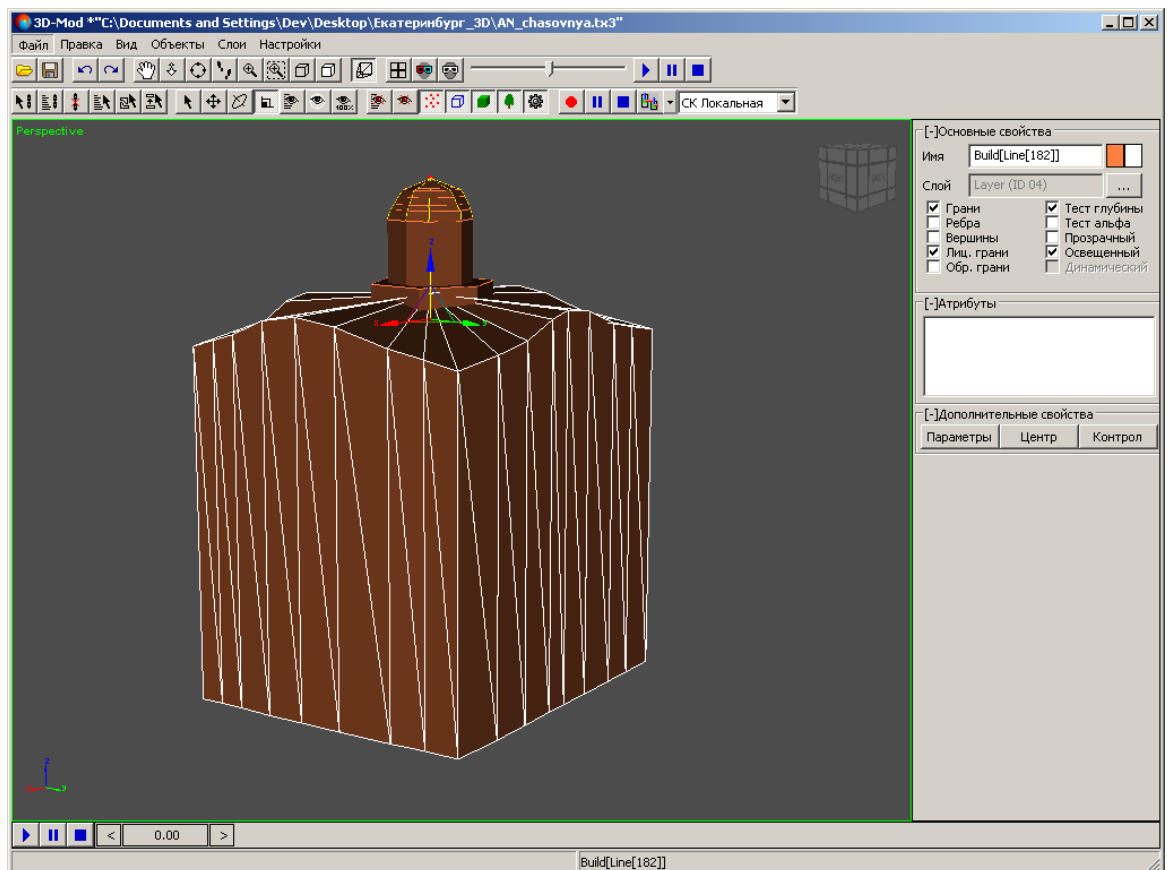 3D-Mod *"C:\Documents and Settings\Dev\Desktop\Екатеринбург_3D\AN_chasovnya.tx3"
Файл Правка Вид Объекты Слои Настройки
100%
СК Локальная
Perspective
[-]Основные свойства
Имя Build[Line[182]]
Слой Layer (ID 04) ...
Грани Тест глубины
Ребра Тест альфа
Вершины Прозрачный
Лиц. грани Освещенный
Обр. грани Динамический
[-]Атрибуты
[-]Дополнительные свойства
Параметры Центр Контрол
z
x y
z
< 0.00 >
Build[Line[182]]